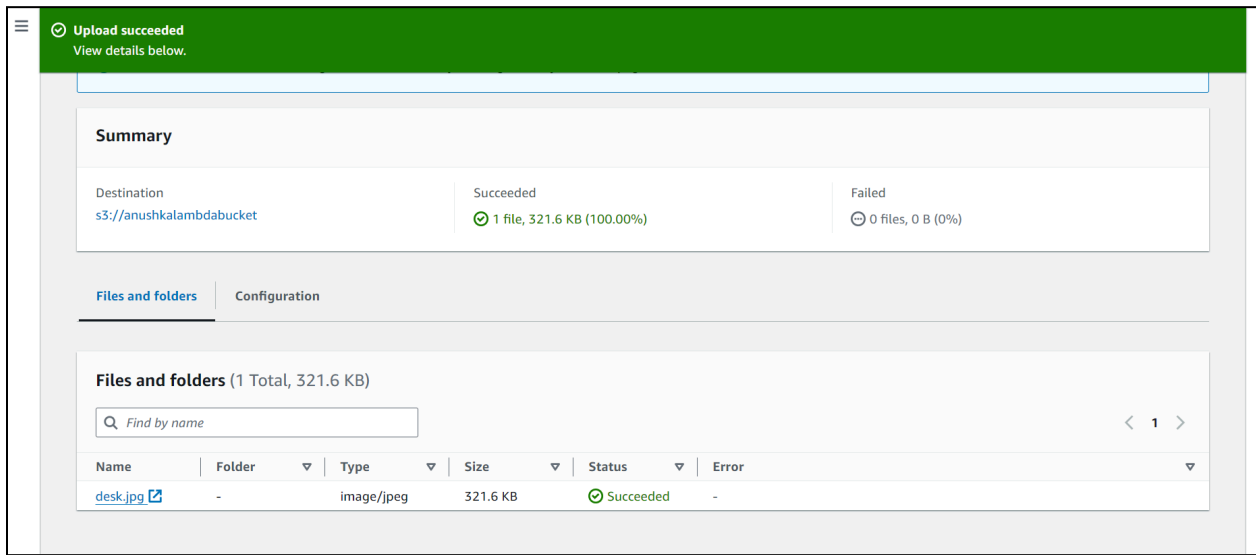 Upload succeeded
View details below.
Summary
Destination
Succeeded
Failed
s3://anushkalambdabucket
1 file, 321.6 KB (100.00%)
0 files, 0 B (0%)
Files and folders
Configuration
Files and folders (1 Total, 321.6 KB)
Find by name
1
Name Folder Type Size Status Error
desk.jpg - image/jpeg 321.6 KB Succeeded -